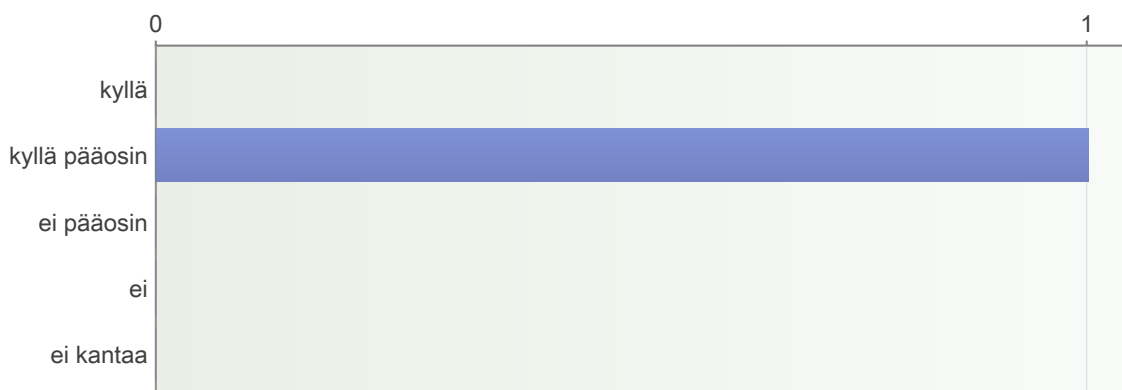 0 1
kyllä
kyllä pääosin
ei pääosin
ei
ei kantaa